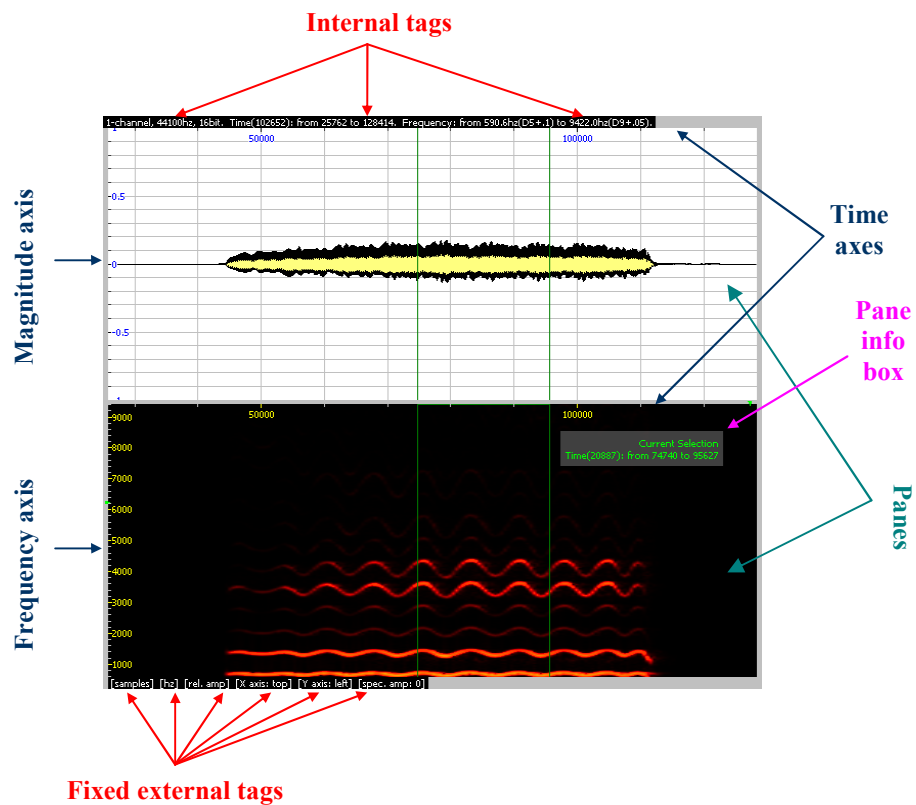 Internal tags
1-channel, 44100hz, 16bit. Time(102652): from 25762 to 128414. Frequency: from 590.6hz(D5+.1) to 9422.0hz(D9+.05).
1
50000
100000
-0.5
-0
-0.5
1
Magnitude axis
Time
axes
Pane
info
box
50000
100000
9000
8000
7000
6000
5000
4000
3000
2000
1000
Current Selection
Time(20887): from 74740 to 95627
Frequency axis
Panes
[samples] [hz] [rel. amp] [X axis: top] [Y axis: left] [spec. amp: 0]
Fixed external tags